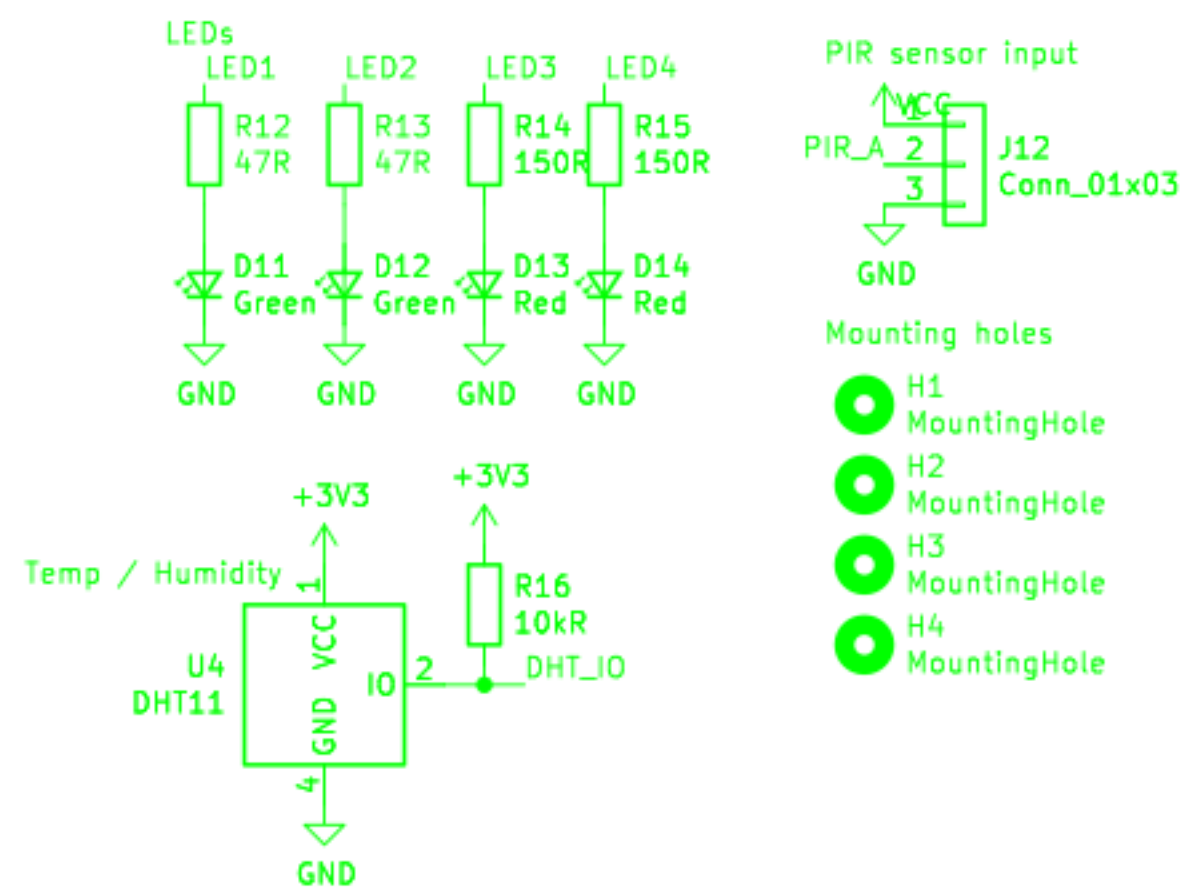 LEDs
LED1
LED2
LED3
LED4
R12
47R
R13
47R
R14
150R
R15
150R
D11
Green
D12
Green
D13
Red
D14
Red
GND
GND
GND
GND
PIR sensor input
VCC
1
PIR_A
2
3
J12
Conn_01x03
GND
Mounting holes
H1
MountingHole
H2
MountingHole
H3
MountingHole
H4
MountingHole
Temp / Humidity
+3V3
+3V3
1
VCC
R16
10kR
U4
DHT11
IO
2
DHT_IO
GND
4
GND